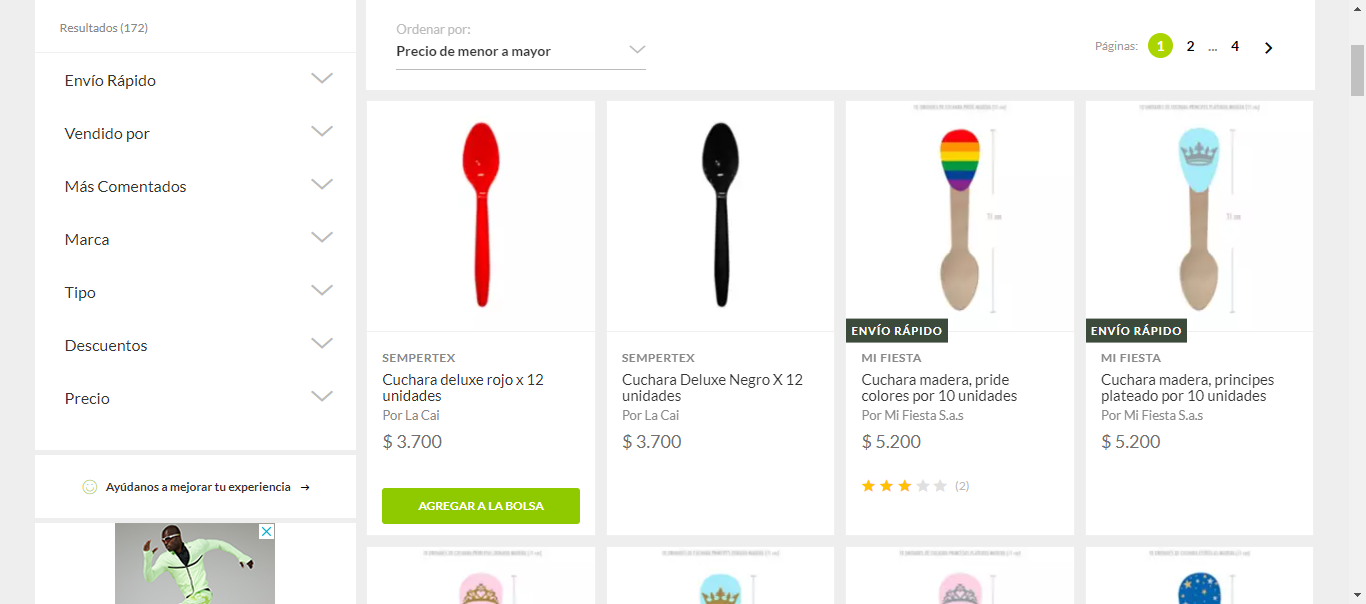 Resultados (172)
Envío Rápido
Vendido por
Más Comentados
Marca
Tipo
Descuentos
Precio
Ayúdanos a mejorar tu experiencia →
Ordenar por:
Precio de menor a mayor
Páginas: 1 2 ... 4
SEMPERTEX
Cuchara deluxe rojo x 12
unidades
Por La Cai
$ 3.700
AGREGAR A LA BOLSA
SEMPERTEX
Cuchara Deluxe Negro X 12
unidades
Por La Cai
$ 3.700
ENVÍO RÁPIDO
MI FIESTA
Cuchara madera, pride
colores por 10 unidades
Por Mi Fiesta S.a.s
$ 5.200
(2)
ENVÍO RÁPIDO
MI FIESTA
Cuchara madera, principes
plateado por 10 unidades
Por Mi Fiesta S.a.s
$ 5.200